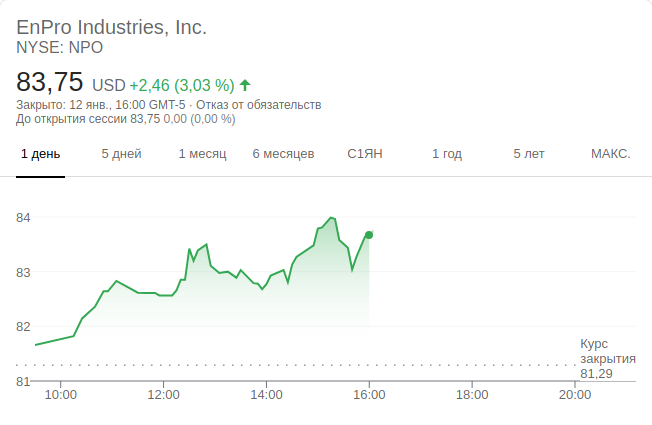 EnPro Industries, Inc.
NYSE: NPO
83,75 USD +2,46 (3,03 %)
Закрыто: 12 янв., 16:00 GMT-5 · Отказ от обязательств
До открытия сессии 83,75 0,00 (0,00 %)
1 день 5 дней 1 месяц 6 месяцев С1ЯН 1 год 5 лет МАКС.
84
83
82
Курс
закрытия
81,29
81
10:00 12:00 14:00 16:00 18:00 20:00